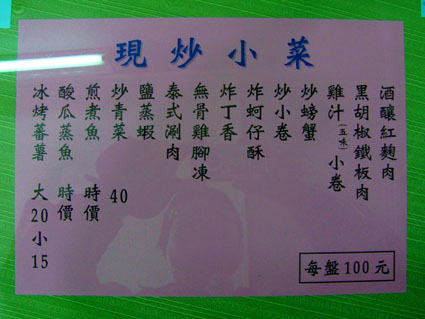 現炒小菜
酒釀紅麴肉
黑胡椒鐵板肉
雞汁(五味)小卷
炒螃蟹
炒小卷
炸蚵仔酥
炸丁香
無骨雞腳凍
泰式涮肉
鹽蒸蝦
炒青菜 40
煎煮魚 時價
酸瓜蒸魚 時價
冰烤蕃薯 大20小15
每盤100元